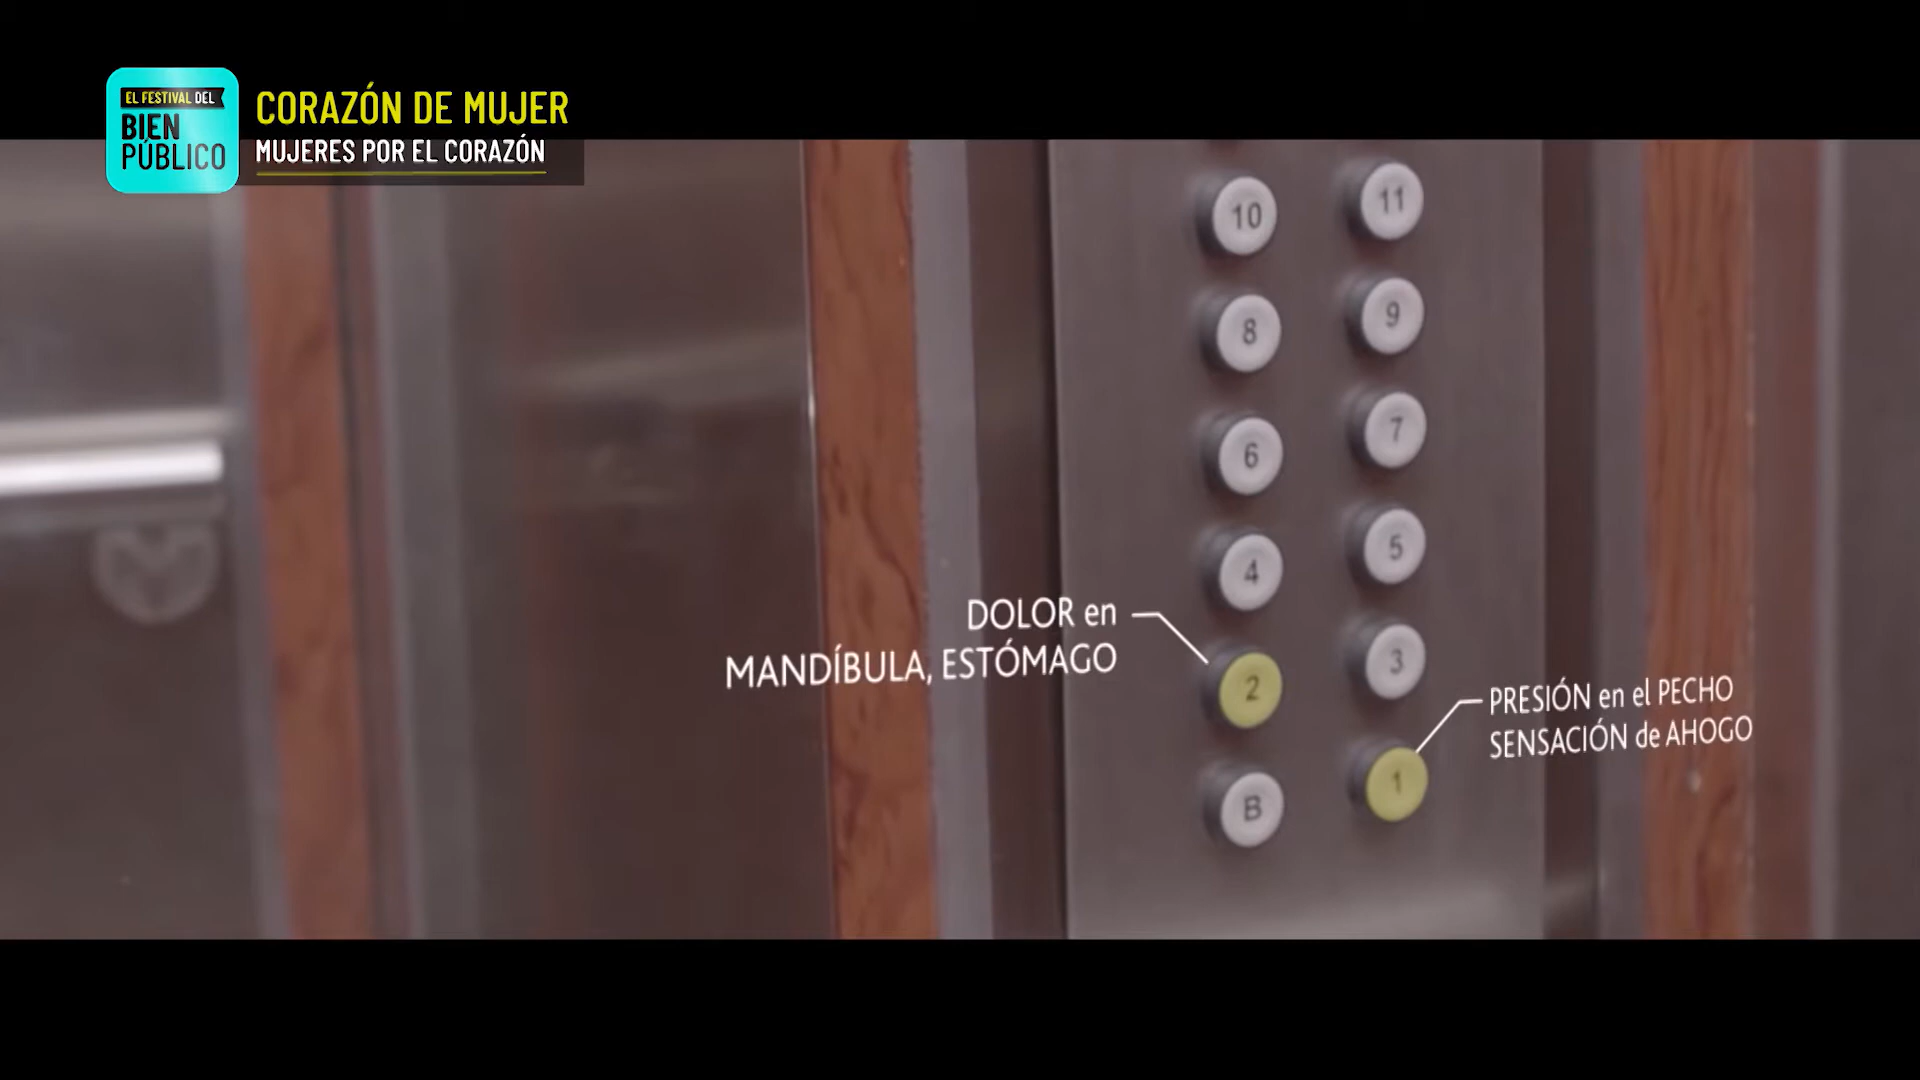 EL FESTIVAL DEL
BIEN
PÚBLICO
CORAZÓN DE MUJER
MUJERES POR EL CORAZÓN
10
11
8
9
6
7
4
5
DOLOR en
MANDÍBULA, ESTÓMAGO
2
3
PRESIÓN en el PECHO
SENSACIÓN de AHOGO
B
1